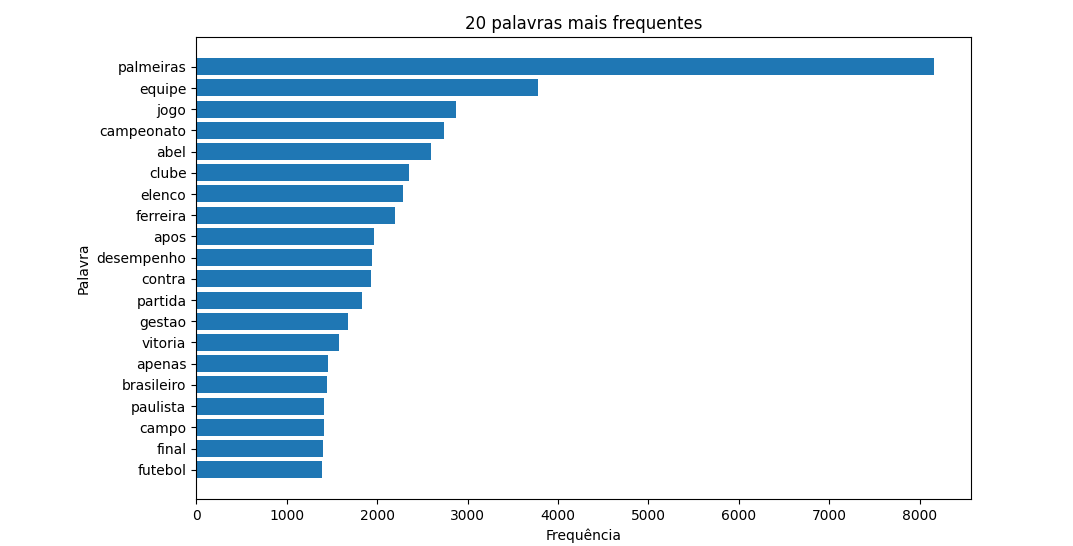 20 palavras mais frequentes
Palavra
palmeiras
equipe
jogo
campeonato
abel
clube
elenco
ferreira
apos
desempenho
contra
partida
gestao
vitoria
apenas
brasileiro
paulista
campo
final
futebol
0 1000 2000 3000 4000 5000 6000 7000 8000
Frequência